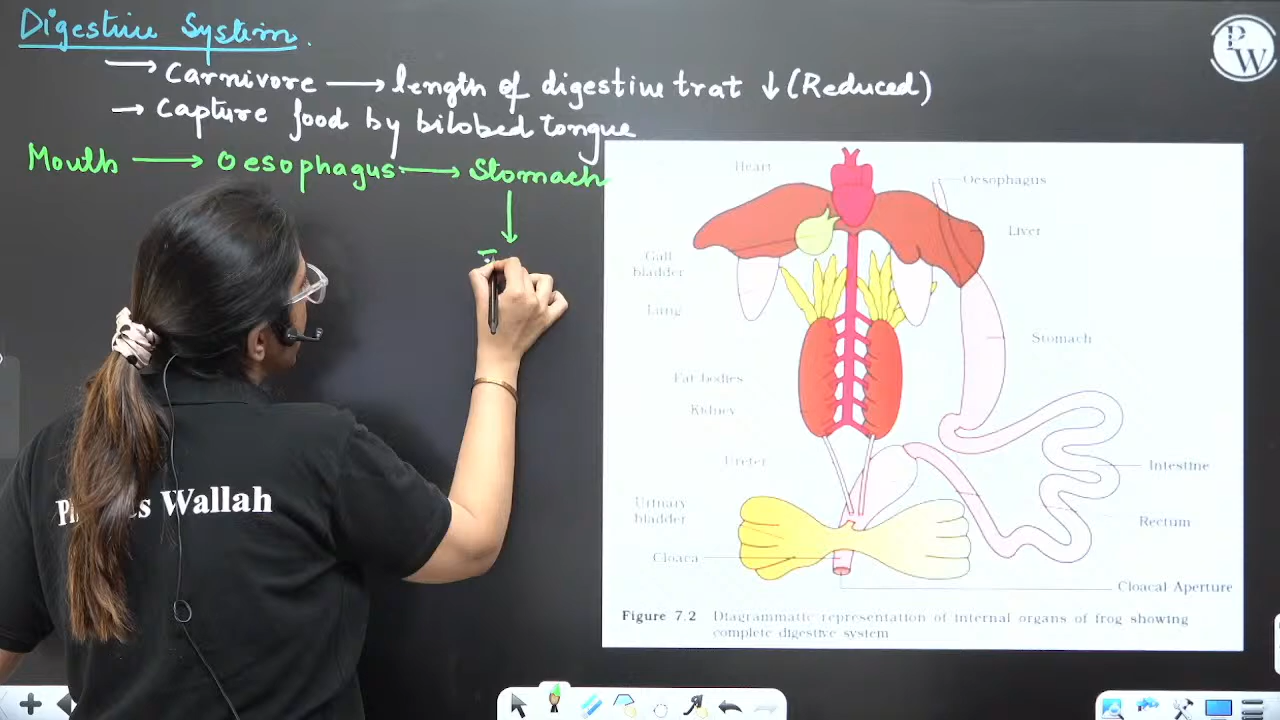 Digestive System.
→ Carnivore → length of digestive trat ↓ (Reduced)
→ Capture food by bilobed tongue
Mouth → Oesophagus → Stomach
↓
PW
Heart
Oesophagus
Liver
Gall
bladder
Lung
Stomach
Fat bodies
Kidney
Ureter
Intestine
Urinary
bladder
Rectum
Cloaca
Cloacal Aperture
Figure 7.2 Diagrammatic representation of internal organs of frog showing
complete digestive system
Wallah